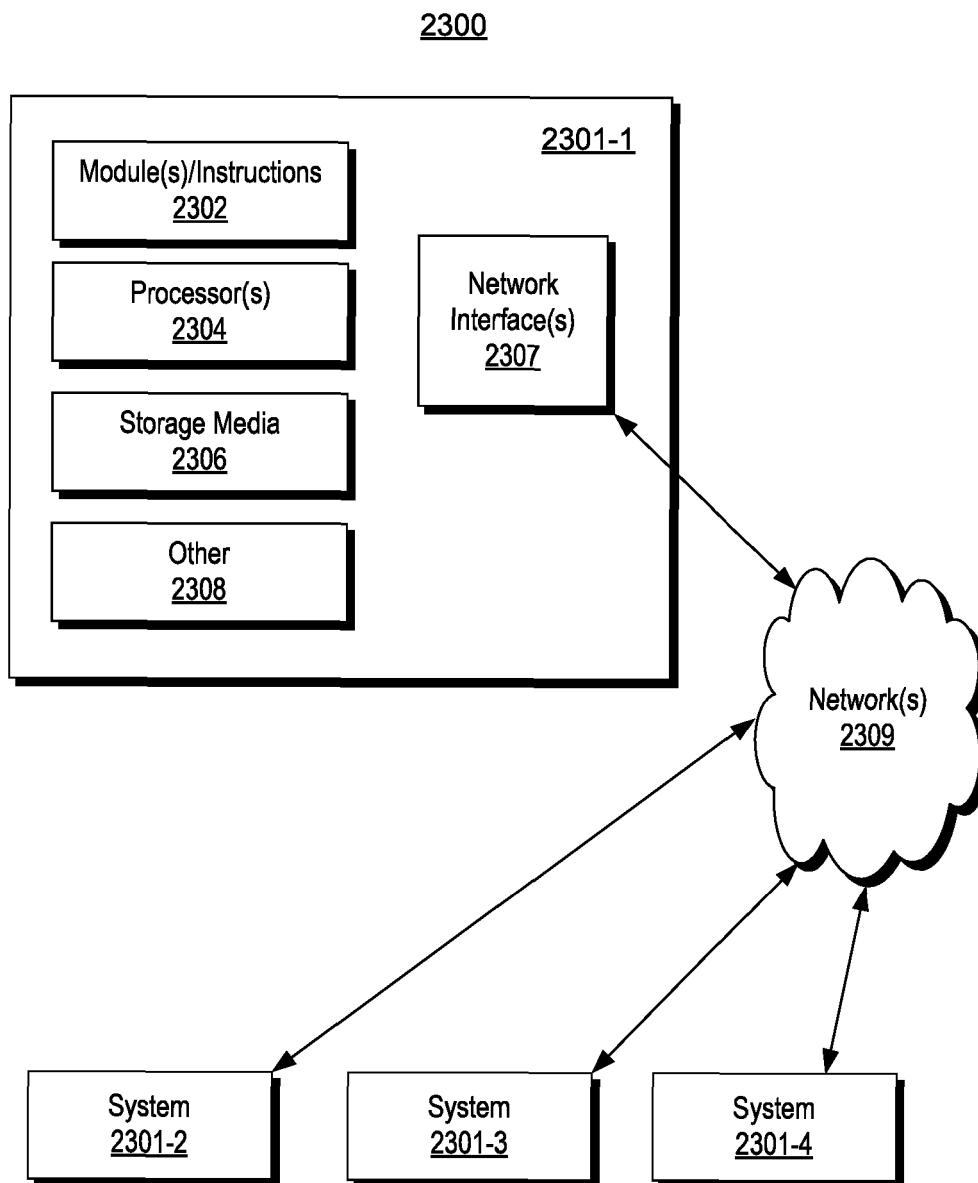 2300
2301-1
Module(s)/Instructions
2302
Processor(s)
2304
Storage Media
2306
Other
2308
Network
Interface(s)
2307
Network(s)
2309
System
2301-2
System
2301-3
System
2301-4